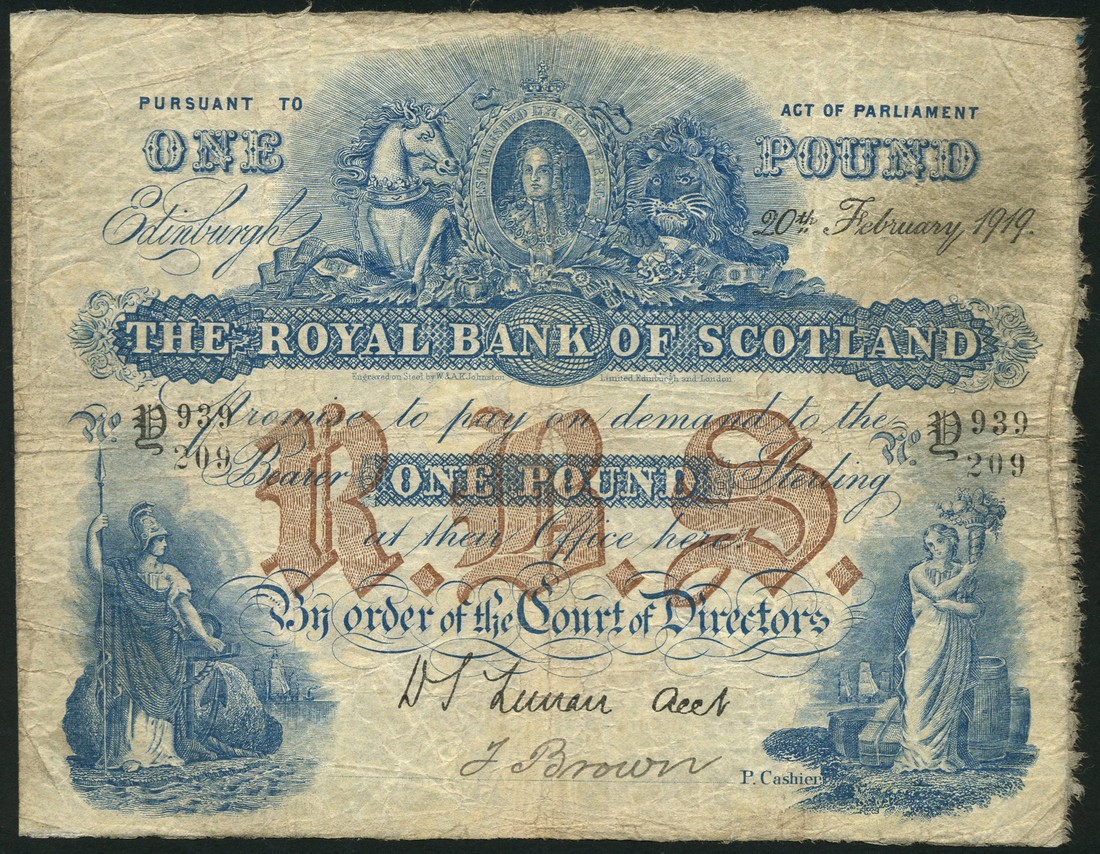 PURSUANT TO
ACT OF PARLIAMENT
ONE
POUND
ESTABLISHED
Edinburgh
20th February, 1919.
THE ROYAL BANK OF SCOTLAND
Engraved on Steel by W. & A.K. Johnston Limited, Edinburgh and London
Promise to pay on demand to the
No. D 939
209
No. D 939
209
Bearer ONE POUND Sterling
at their Office here.
R.B.S.
By order of the Court of Directors
Acct
J Brown
P. Cashier